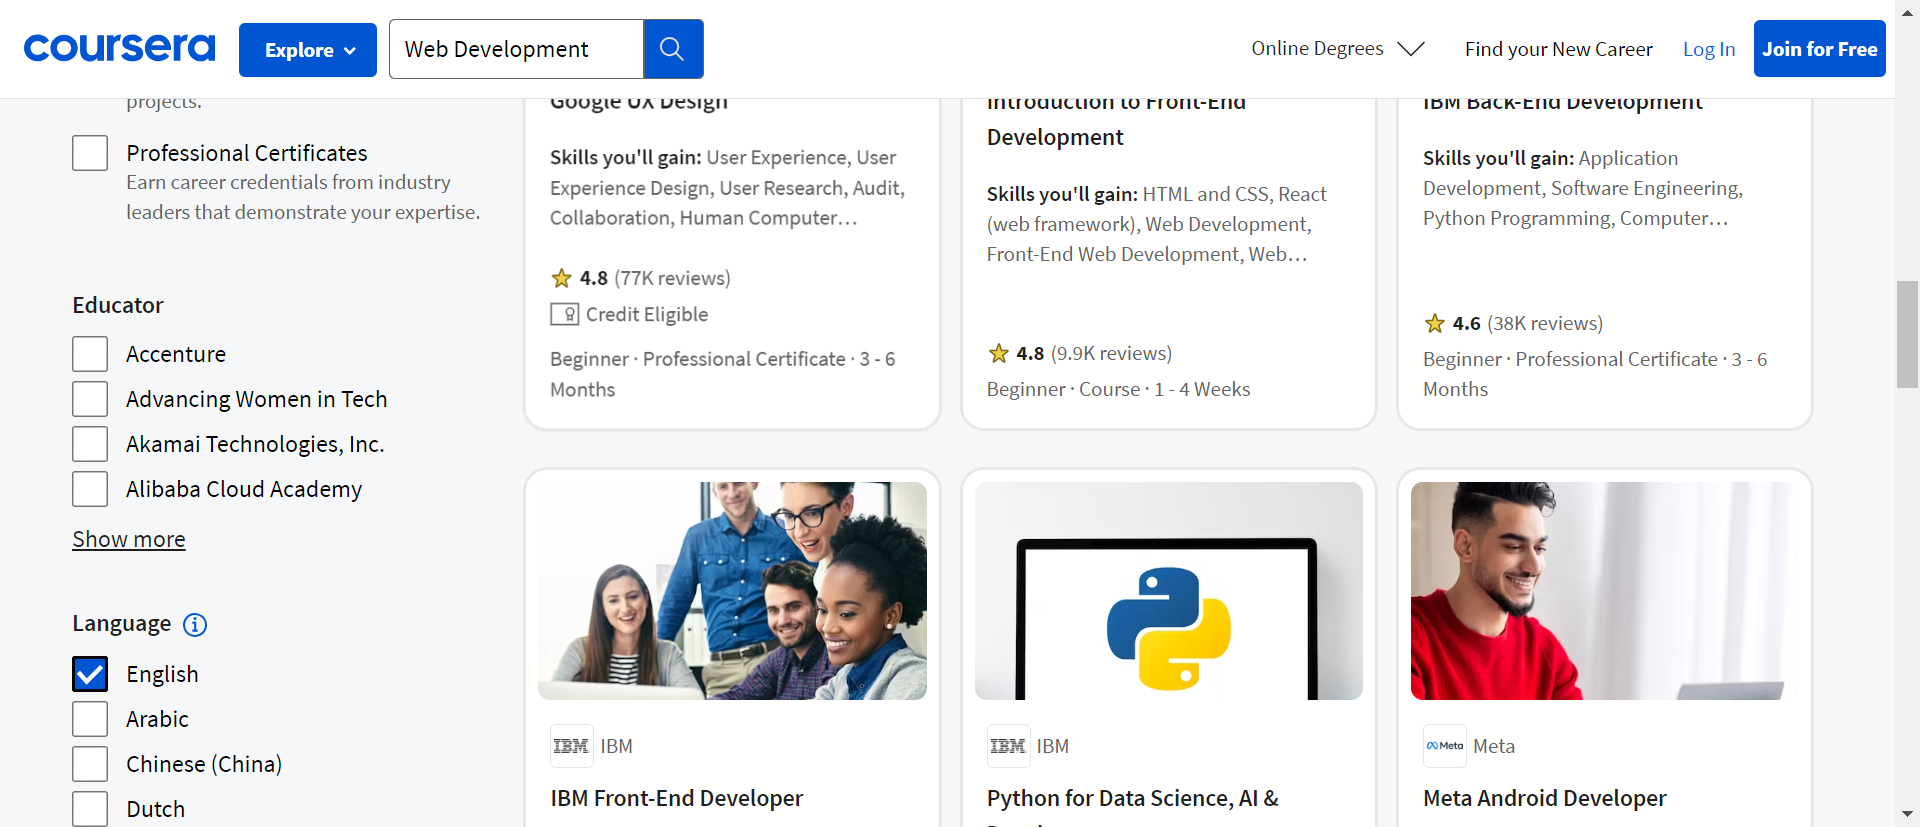 coursera
Explore
Web Development
Online Degrees
Find your New Career
Log In
Join for Free
projects.
Professional Certificates
Earn career credentials from industry
leaders that demonstrate your expertise.
Educator
Accenture
Advancing Women in Tech
Akamai Technologies, Inc.
Alibaba Cloud Academy
Show more
Language
English
Arabic
Chinese (China)
Dutch
Google UX Design
Skills you'll gain: User Experience, User
Experience Design, User Research, Audit,
Collaboration, Human Computer…
4.8 (77K reviews)
Credit Eligible
Beginner · Professional Certificate · 3 - 6
Months
Introduction to Front-End
Development
Skills you'll gain: HTML and CSS, React
(web framework), Web Development,
Front-End Web Development, Web…
4.8 (9.9K reviews)
Beginner · Course · 1 - 4 Weeks
IBM Back-End Development
Skills you'll gain: Application
Development, Software Engineering,
Python Programming, Computer…
4.6 (38K reviews)
Beginner · Professional Certificate · 3 - 6
Months
IBM IBM
IBM Front-End Developer
IBM IBM
Python for Data Science, AI &
Meta Meta
Meta Android Developer